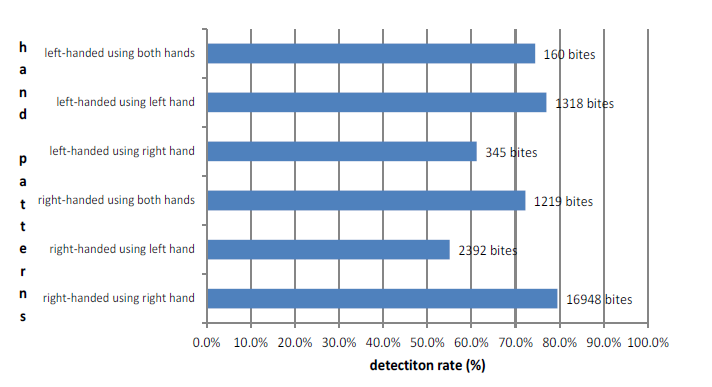 hand patterns
left-handed using both hands
160 bites
left-handed using left hand
1318 bites
left-handed using right hand
345 bites
right-handed using both hands
1219 bites
right-handed using left hand
2392 bites
right-handed using right hand
16948 bites
0.0% 10.0% 20.0% 30.0% 40.0% 50.0% 60.0% 70.0% 80.0% 90.0% 100.0%
detectiton rate (%)